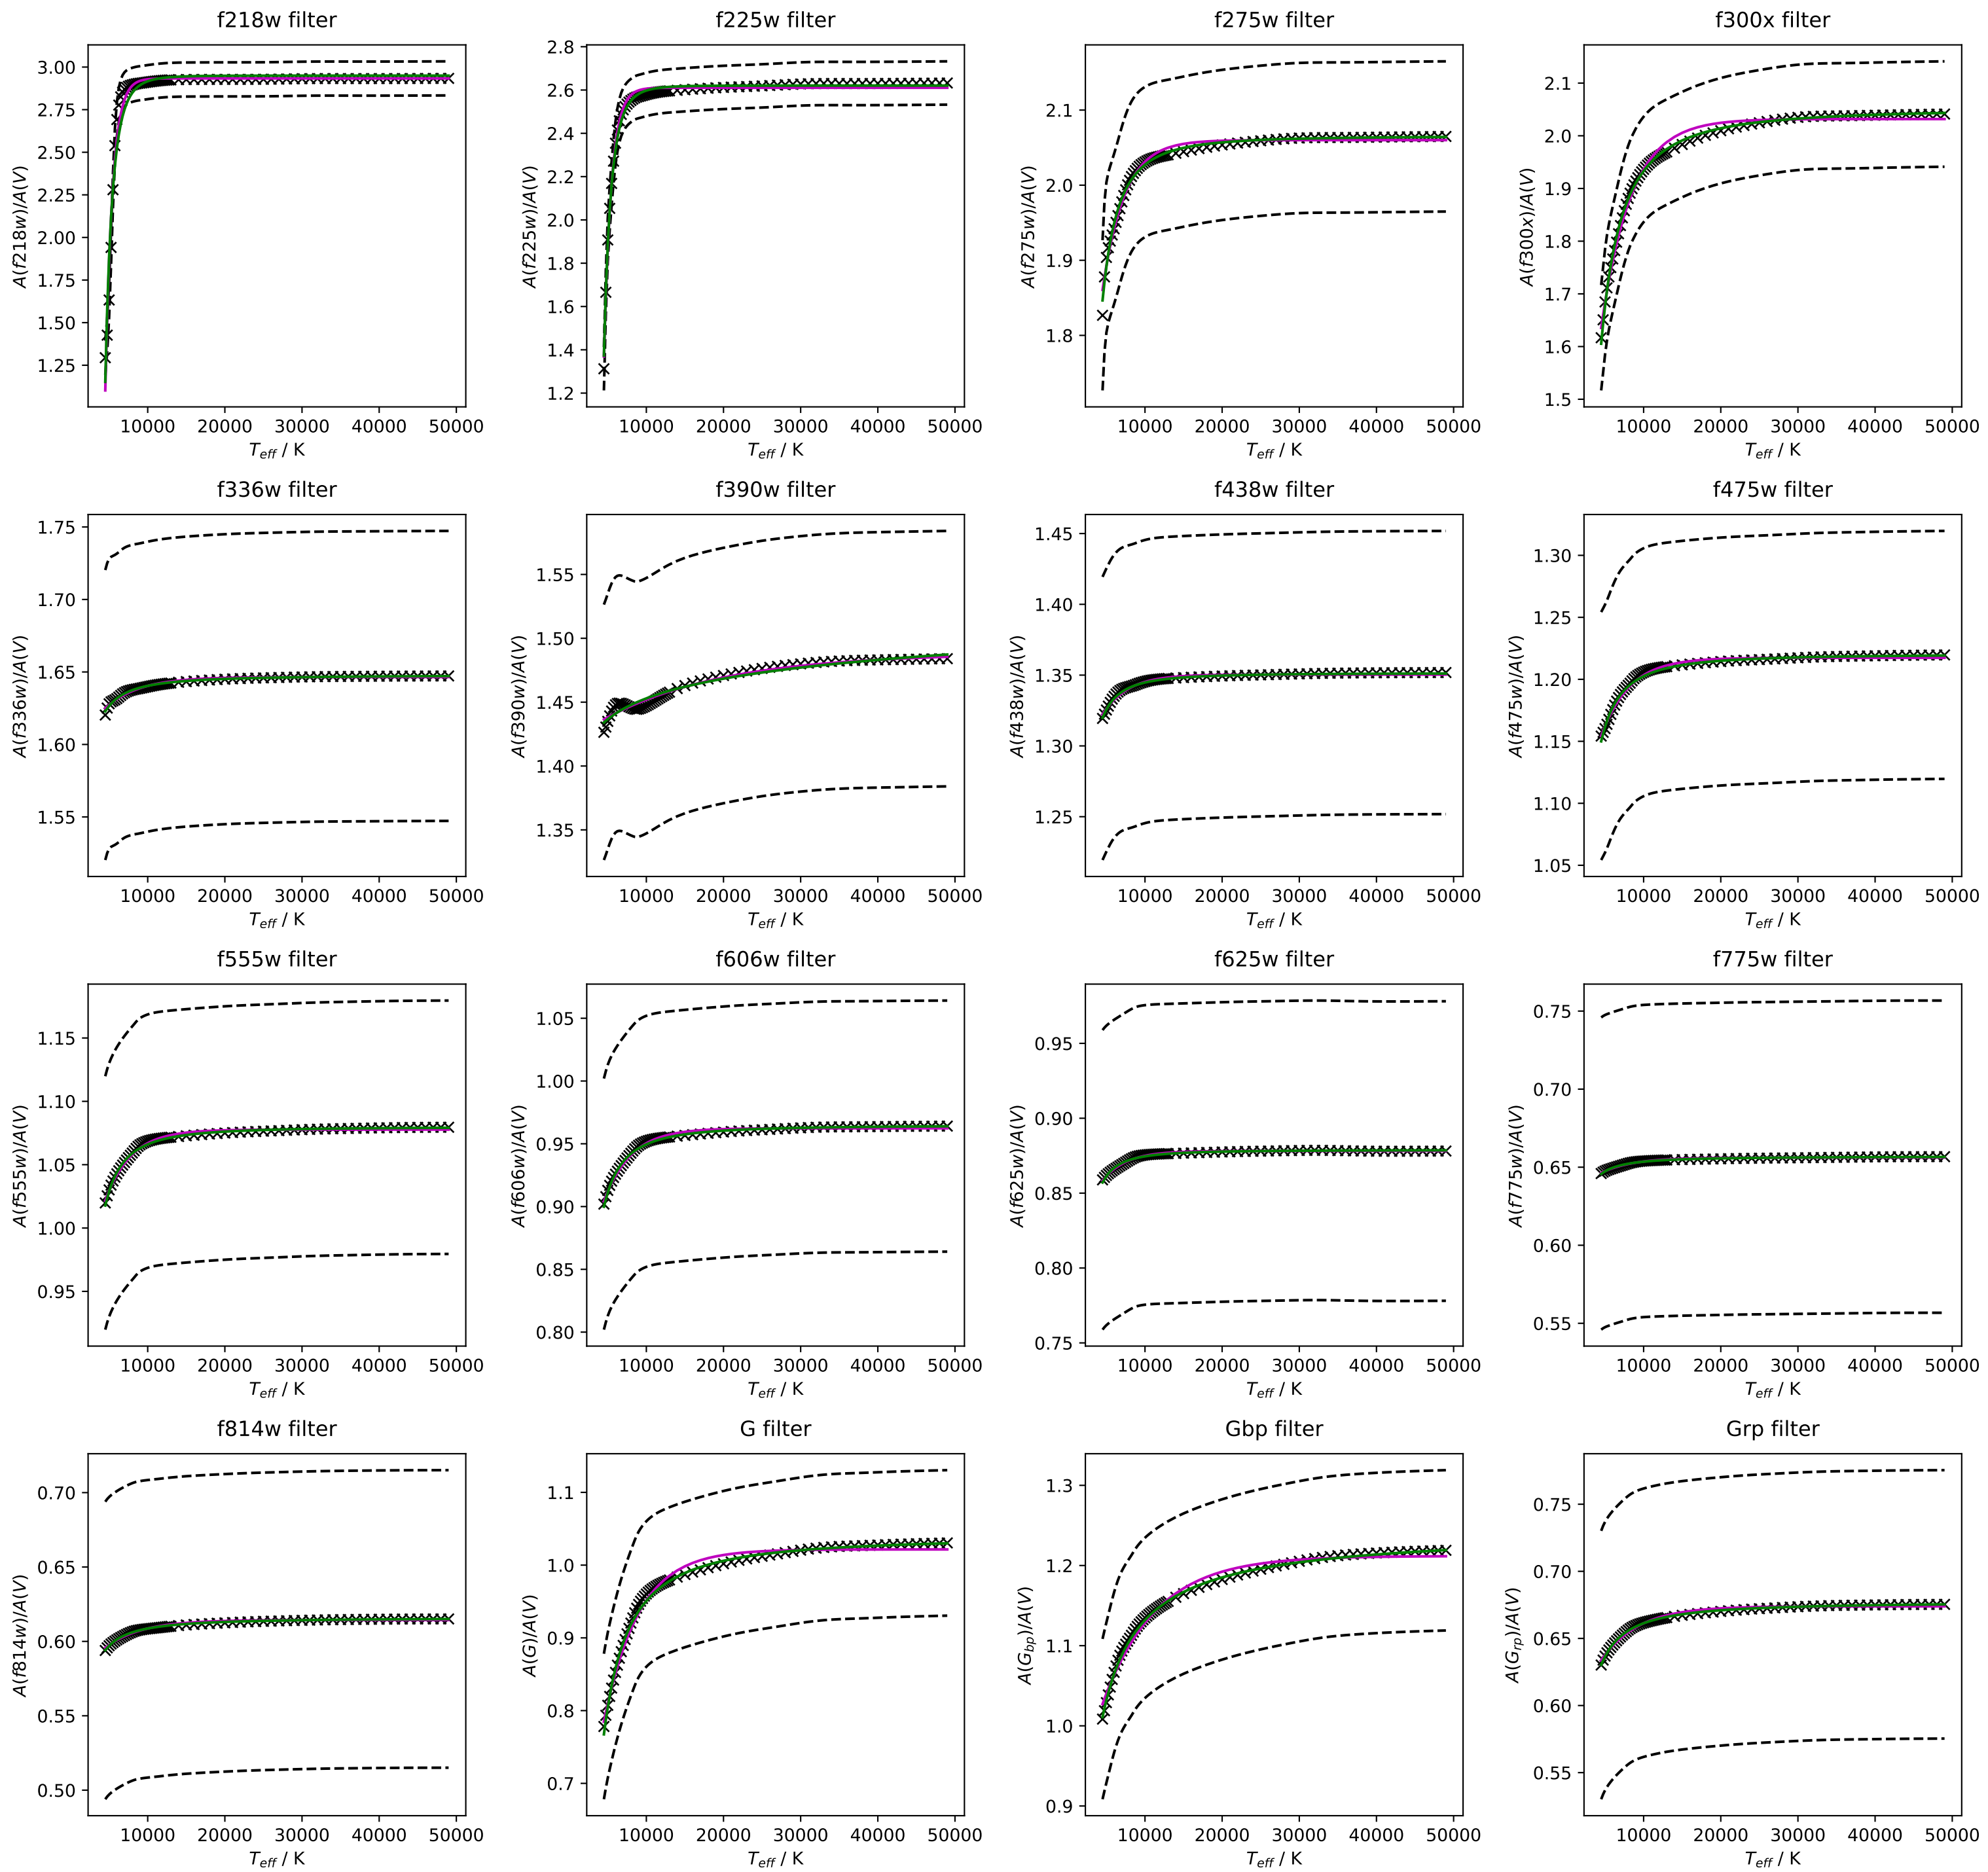 f218w filter
f225w filter
f275w filter
f300x filter
A(f218w)/A(V)
3.00
2.75
2.50
2.25
2.00
1.75
1.50
1.25
10000 20000 30000 40000 50000
T_eff / K
A(f225w)/A(V)
2.8
2.6
2.4
2.2
2.0
1.8
1.6
1.4
1.2
10000 20000 30000 40000 50000
T_eff / K
A(f275w)/A(V)
2.1
2.0
1.9
1.8
10000 20000 30000 40000 50000
T_eff / K
A(f300x)/A(V)
2.1
2.0
1.9
1.8
1.7
1.6
1.5
10000 20000 30000 40000 50000
T_eff / K
f336w filter
f390w filter
f438w filter
f475w filter
A(f336w)/A(V)
1.75
1.70
1.65
1.60
1.55
10000 20000 30000 40000 50000
T_eff / K
A(f390w)/A(V)
1.55
1.50
1.45
1.40
1.35
10000 20000 30000 40000 50000
T_eff / K
A(f438w)/A(V)
1.45
1.40
1.35
1.30
1.25
10000 20000 30000 40000 50000
T_eff / K
A(f475w)/A(V)
1.30
1.25
1.20
1.15
1.10
1.05
10000 20000 30000 40000 50000
T_eff / K
f555w filter
f606w filter
f625w filter
f775w filter
A(f555w)/A(V)
1.15
1.10
1.05
1.00
0.95
10000 20000 30000 40000 50000
T_eff / K
A(f606w)/A(V)
1.05
1.00
0.95
0.90
0.85
0.80
10000 20000 30000 40000 50000
T_eff / K
A(f625w)/A(V)
0.95
0.90
0.85
0.80
0.75
10000 20000 30000 40000 50000
T_eff / K
A(f775w)/A(V)
0.75
0.70
0.65
0.60
0.55
10000 20000 30000 40000 50000
T_eff / K
f814w filter
G filter
Gbp filter
Grp filter
A(f814w)/A(V)
0.70
0.65
0.60
0.55
0.50
10000 20000 30000 40000 50000
T_eff / K
A(G)/A(V)
1.1
1.0
0.9
0.8
0.7
10000 20000 30000 40000 50000
T_eff / K
A(G_bp)/A(V)
1.3
1.2
1.1
1.0
0.9
10000 20000 30000 40000 50000
T_eff / K
A(G_rp)/A(V)
0.75
0.70
0.65
0.60
0.55
10000 20000 30000 40000 50000
T_eff / K